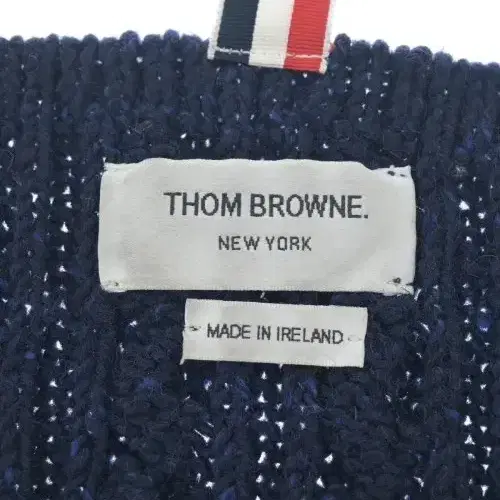 THOM BROWNE.
NEW YORK
MADE IN IRELAND